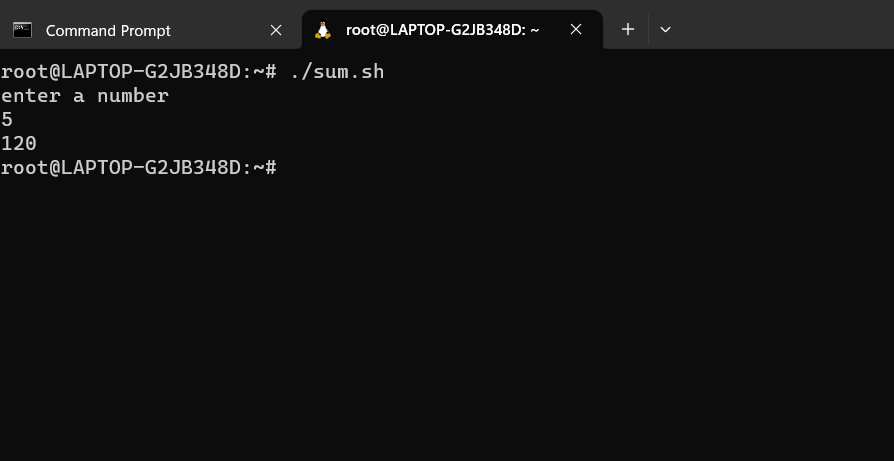 Command Prompt
root@LAPTOP-G2JB348D: ~
root@LAPTOP-G2JB348D:~# ./sum.sh
enter a number
5
120
root@LAPTOP-G2JB348D:~#